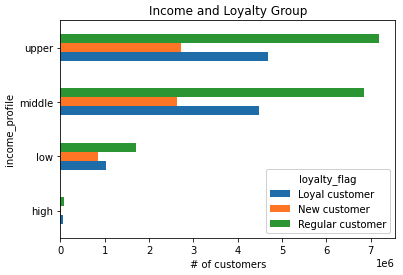 Income and Loyalty Group
income_profile
upper
middle
low
high
loyalty_flag
Loyal customer
New customer
Regular customer
0 1 2 3 4 5 6 7
1e6
# of customers